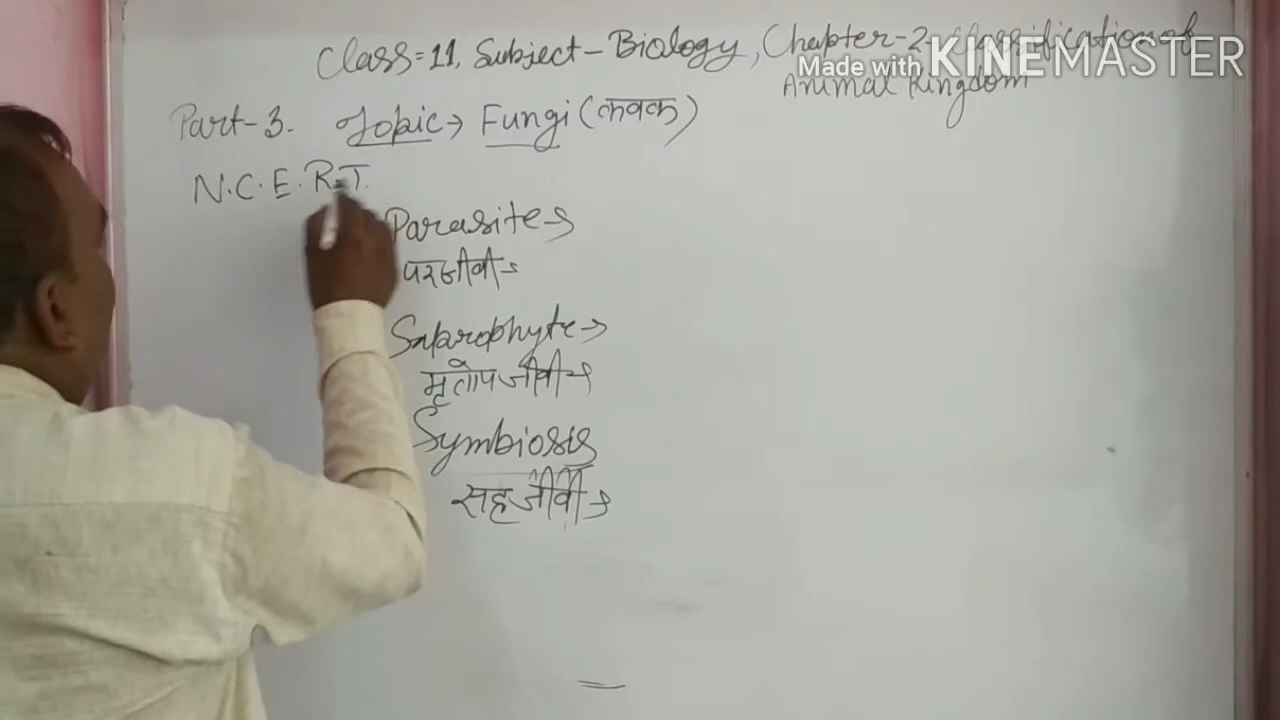 Class=11, Subject-Biology, Chapter-2 Classification of
Animal Kingdom
Made with KINEMASTER
Part-3. Topic→ Fungi (कवक)
N.C.E.R.T.
Parasite→
परजीवी→
Saprophyte→
मृतोपजीवी→
Symbiosis
सहजीवी→